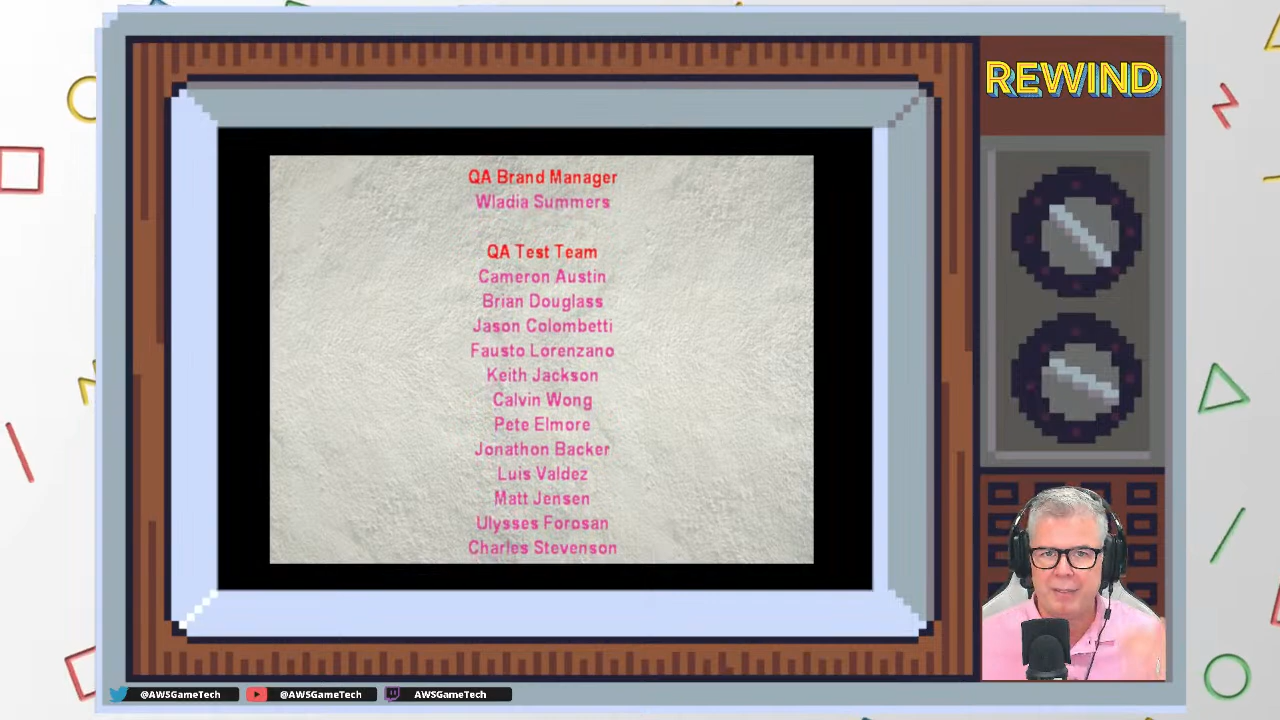 REWIND
QA Brand Manager
Wladia Summers
QA Test Team
Cameron Austin
Brian Douglass
Jason Colombetti
Fausto Lorenzano
Keith Jackson
Calvin Wong
Pete Elmore
Jonathon Backer
Luis Valdez
Matt Jensen
Ulysses Forosan
Charles Stevenson
@AWSGameTech
@AWSGameTech
AWSGameTech